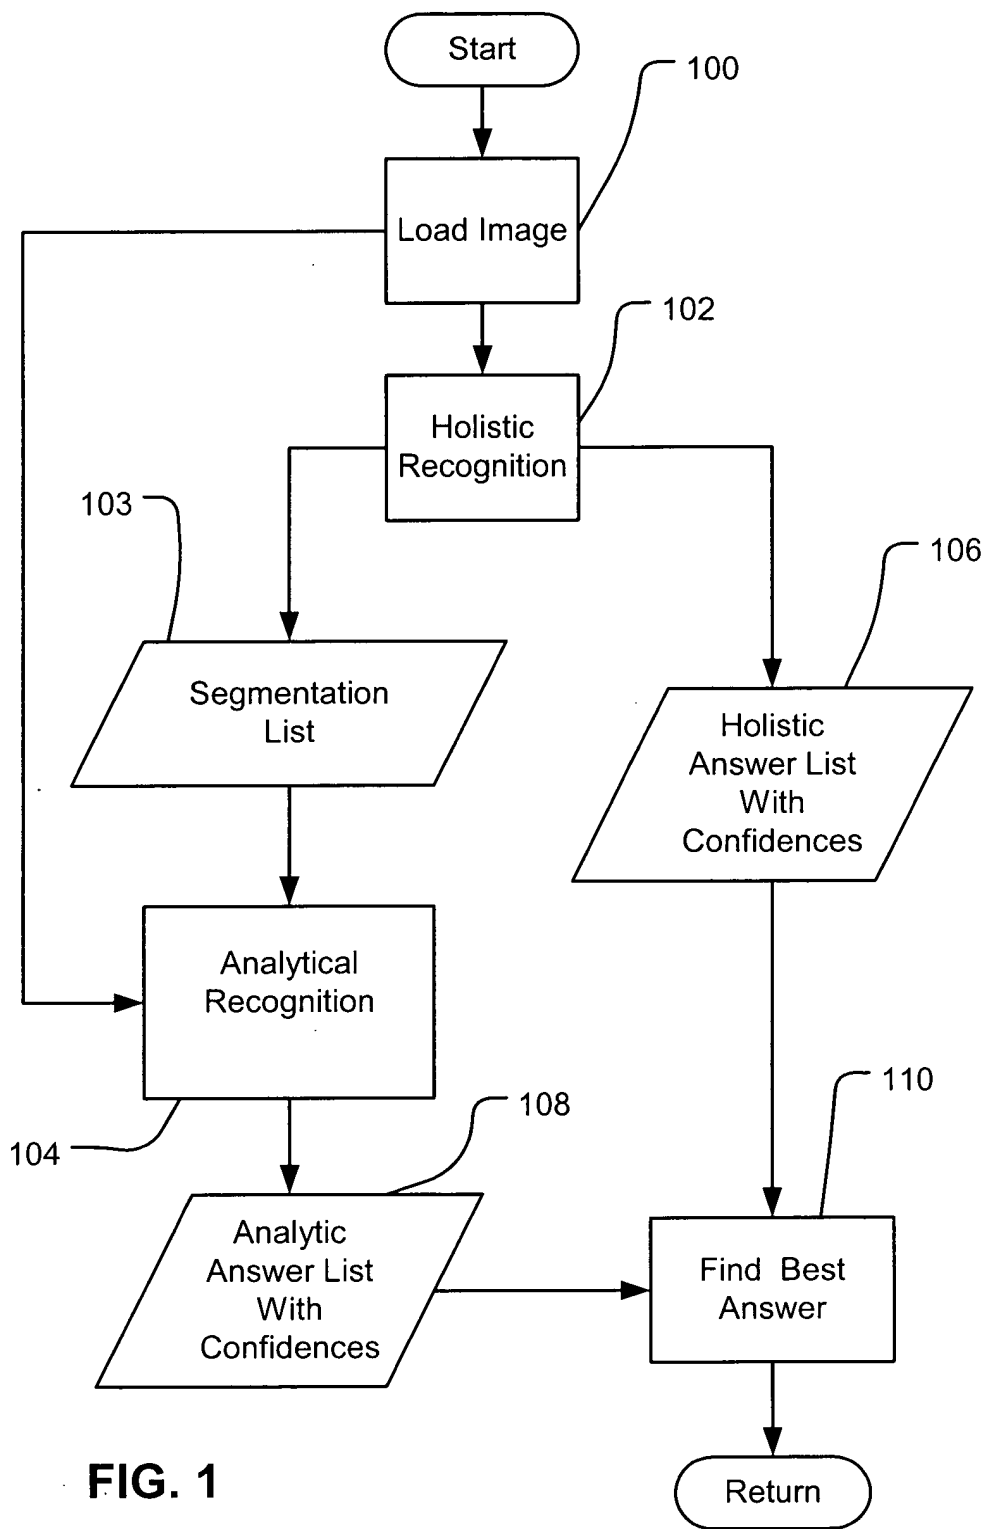 Start
100
Load Image
102
Holistic
Recognition
103
106
Segmentation
List
Holistic
Answer List
With
Confidences
Analytical
Recognition
104
108
110
Analytic
Answer List
With
Confidences
Find Best
Answer
FIG. 1
Return